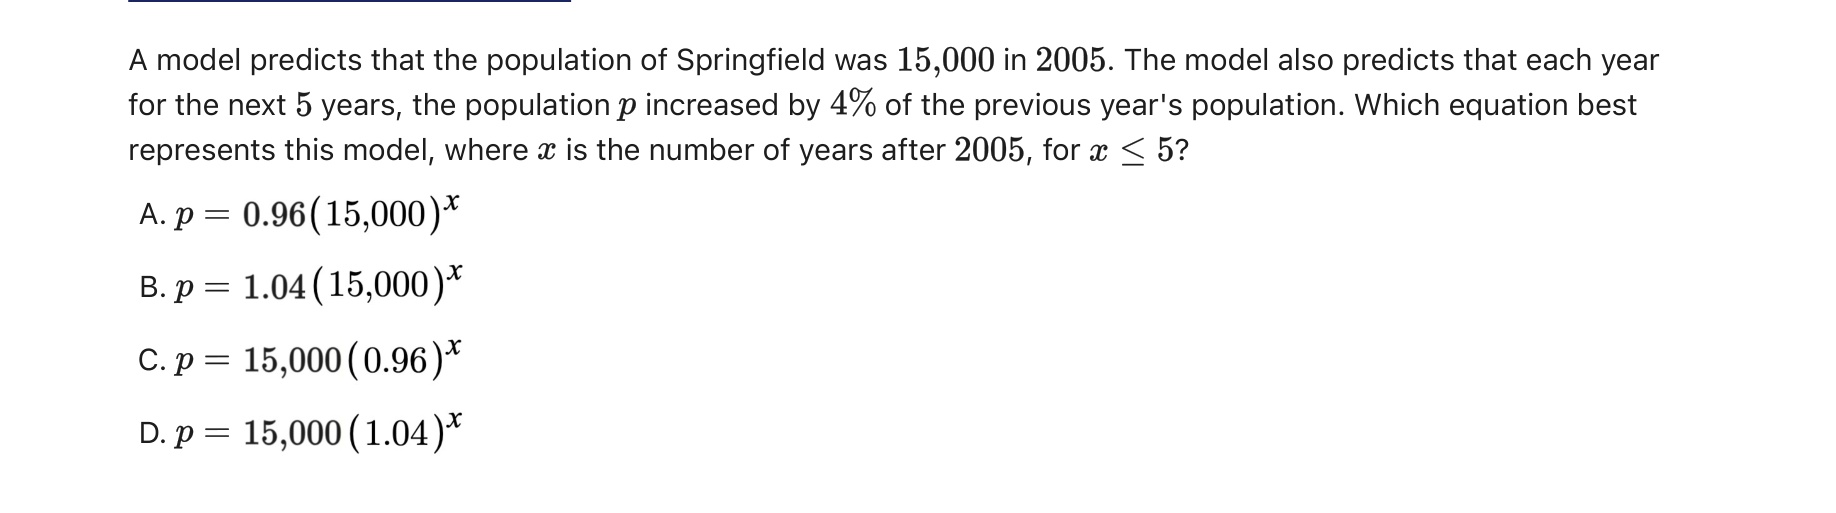 A model predicts that the population of Springfield was 15,000 in 2005. The model also predicts that each year
for the next 5 years, the population p increased by 4% of the previous year's population. Which equation best
represents this model, where x is the number of years after 2005, for x ≤ 5?
A. p = 0.96(15,000)ˣ
B. p = 1.04(15,000)ˣ
C. p = 15,000(0.96)ˣ
D. p = 15,000(1.04)ˣ